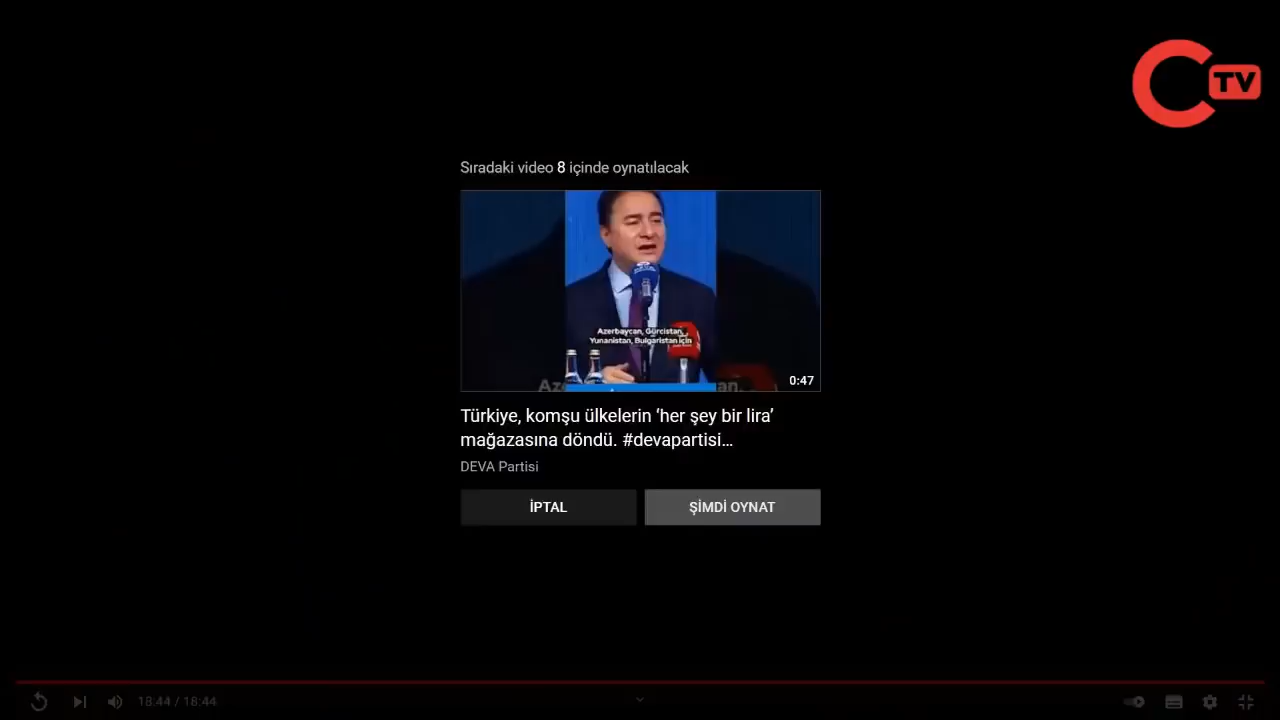 TV
Sıradaki video 8 içinde oynatılacak
Azerbaycan, Gürcistan,
Yunanistan, Bulgaristan için
0:47
Türkiye, komşu ülkelerin ‘her şey bir lira’
mağazasına döndü. #devapartisi...
DEVA Partisi
İPTAL
ŞİMDİ OYNAT
18:44 / 18:44